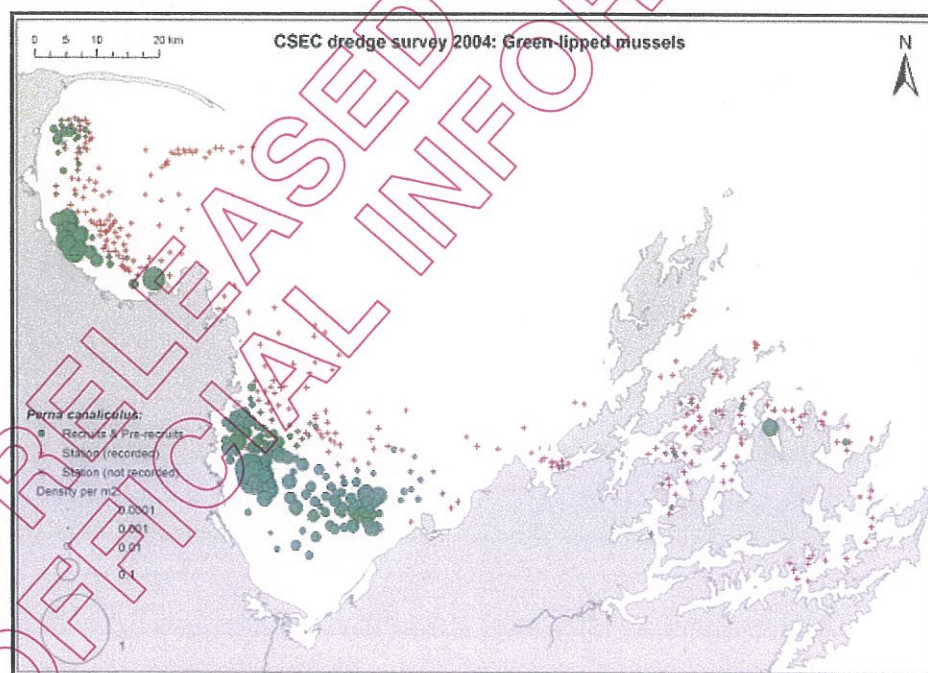 0 5 10 20 km
CSEC dredge survey 2004: Green-lipped mussels
N
Perna canaliculus:
Recruits & Pre-recruits
Station (recorded)
Station (not recorded)
Density per m2:
0.0001
0.001
0.01
0.1
1
RELEASED
OFFICIAL INFOR